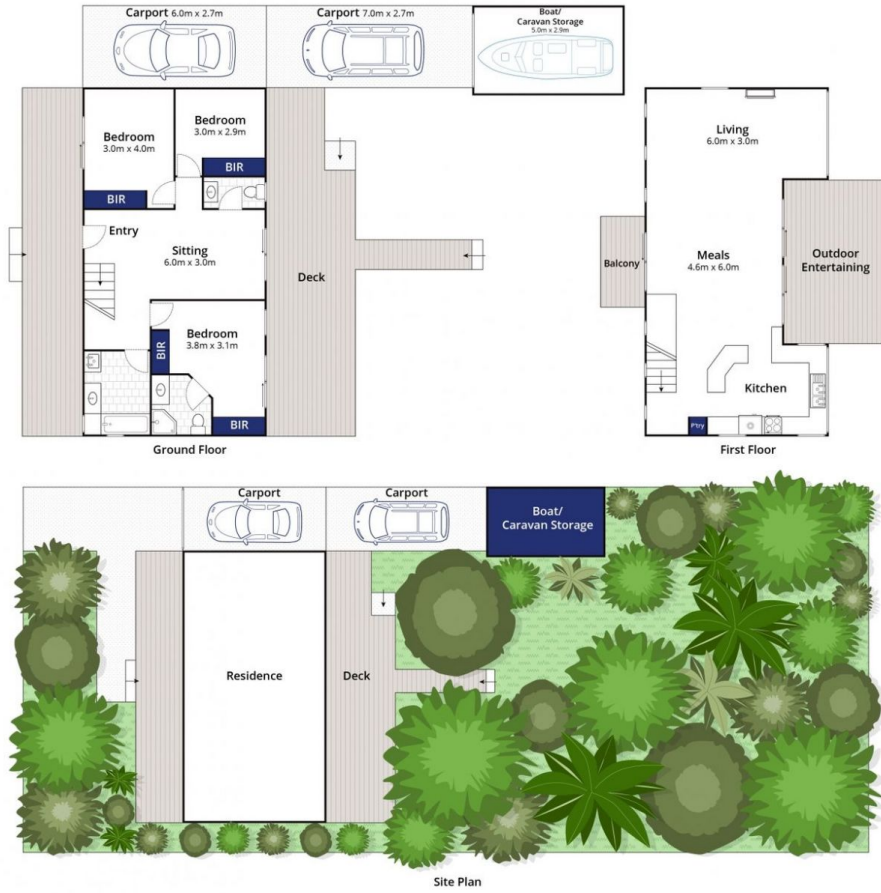 Carport 6.0m x 2.7m
Carport 7.0m x 2.7m
Boat/
Caravan Storage
5.0m x 2.9m
Bedroom
3.0m x 4.0m
Bedroom
3.0m x 2.9m
BIR
BIR
Entry
Sitting
6.0m x 3.0m
Deck
Bedroom
3.8m x 3.1m
BIR
BIR
Ground Floor
Living
6.0m x 3.0m
Balcony
Meals
4.6m x 6.0m
Outdoor
Entertaining
Kitchen
P'try
First Floor
Carport
Carport
Boat/
Caravan Storage
Residence
Deck
Site Plan